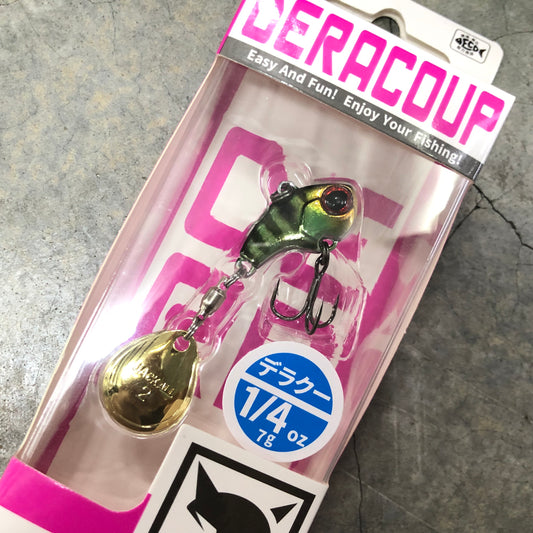 DERACOUP
Easy And Fun! Enjoy Your Fishing!
JACKALL
2
デラクー
1/4 oz
7g